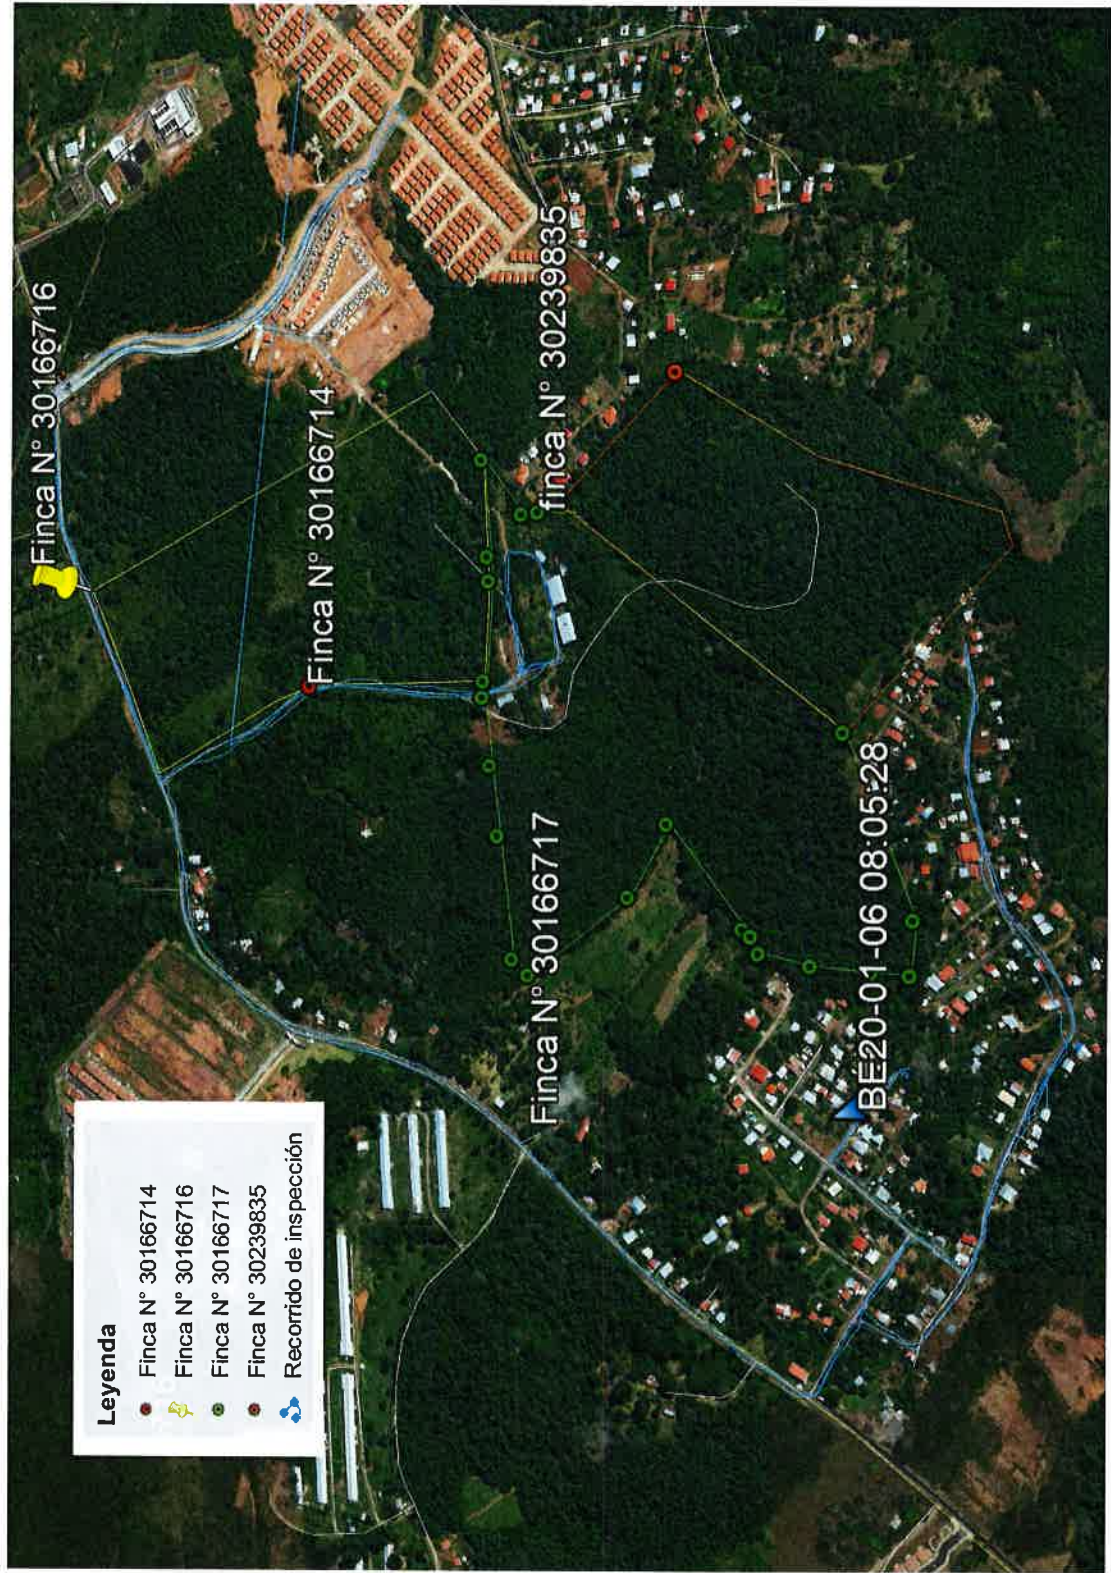 Finca N° 30166716
Finca N° 30166714
finca N° 30239835
Finca N° 30166717
BE20-01-06 08:05:28
Leyenda
Finca N° 30166714
Finca N° 30166716
Finca N° 30166717
Finca N° 30239835
Recorrido de inspección